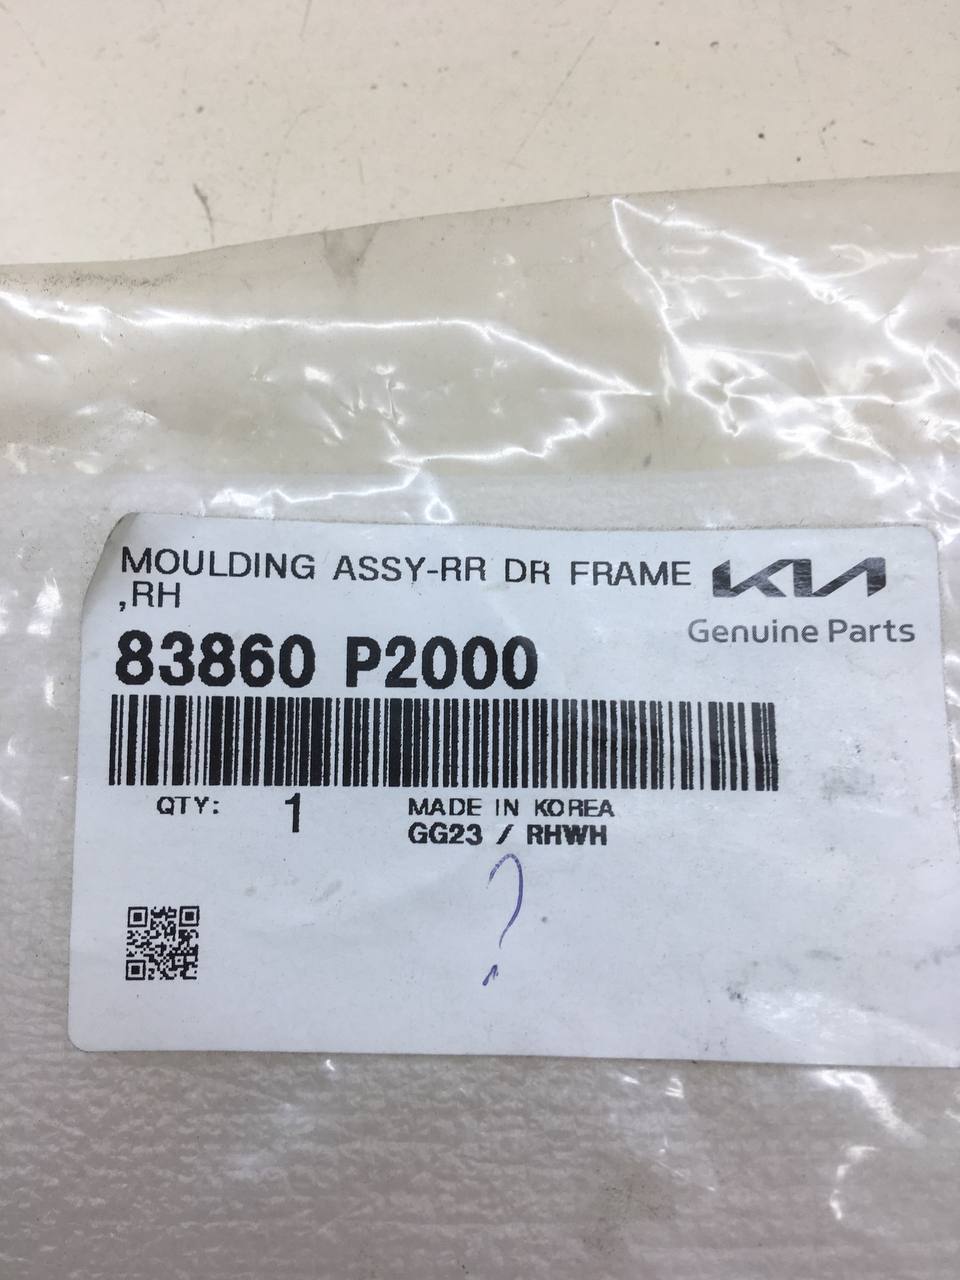 MOULDING ASSY-RR DR FRAME
,RH
KIA
Genuine Parts
83860 P2000
QTY: 1
MADE IN KOREA
GG23 / RHWH
?